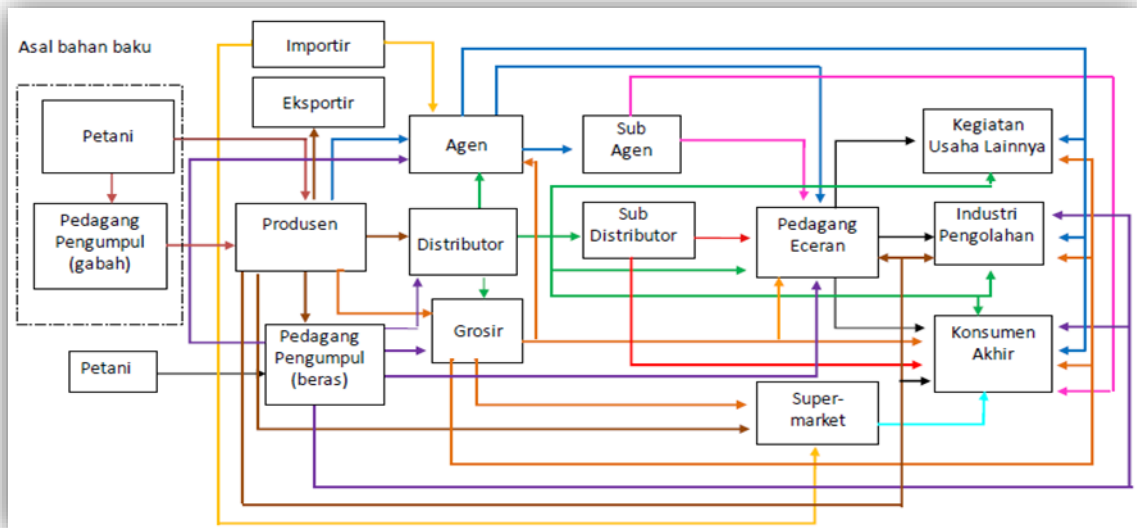 Asal bahan baku
Importir
Eksportir
Petani
Agen
Sub
Agen
Kegiatan
Usaha Lainnya
Pedagang
Pengumpul
(gabah)
Produsen
Distributor
Sub
Distributor
Pedagang
Eceran
Industri
Pengolahan
Grosir
Pedagang
Pengumpul
(beras)
Petani
Konsumen
Akhir
Super-
market